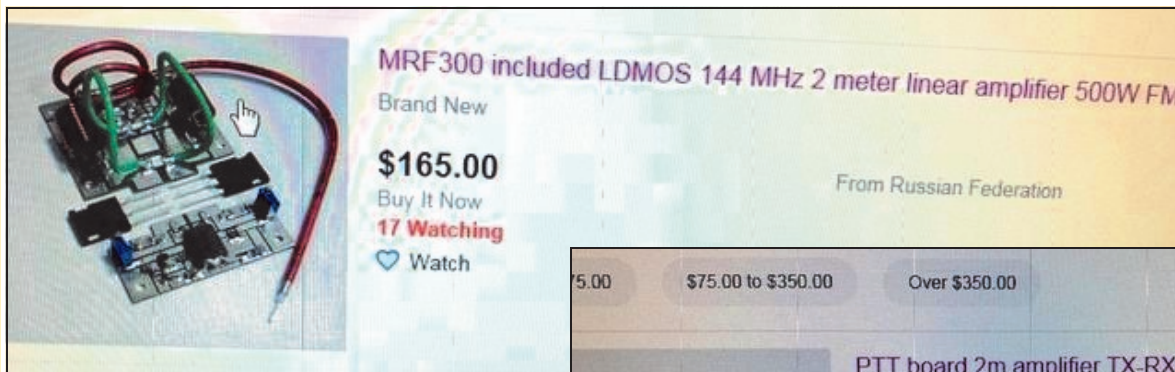 MRF300 included LDMOS 144 MHz 2 meter linear amplifier 500W FM
Brand New
$165.00
Buy It Now
17 Watching
Watch
From Russian Federation
75.00
$75.00 to $350.00
Over $350.00
PTT board 2m amplifier TX-RX